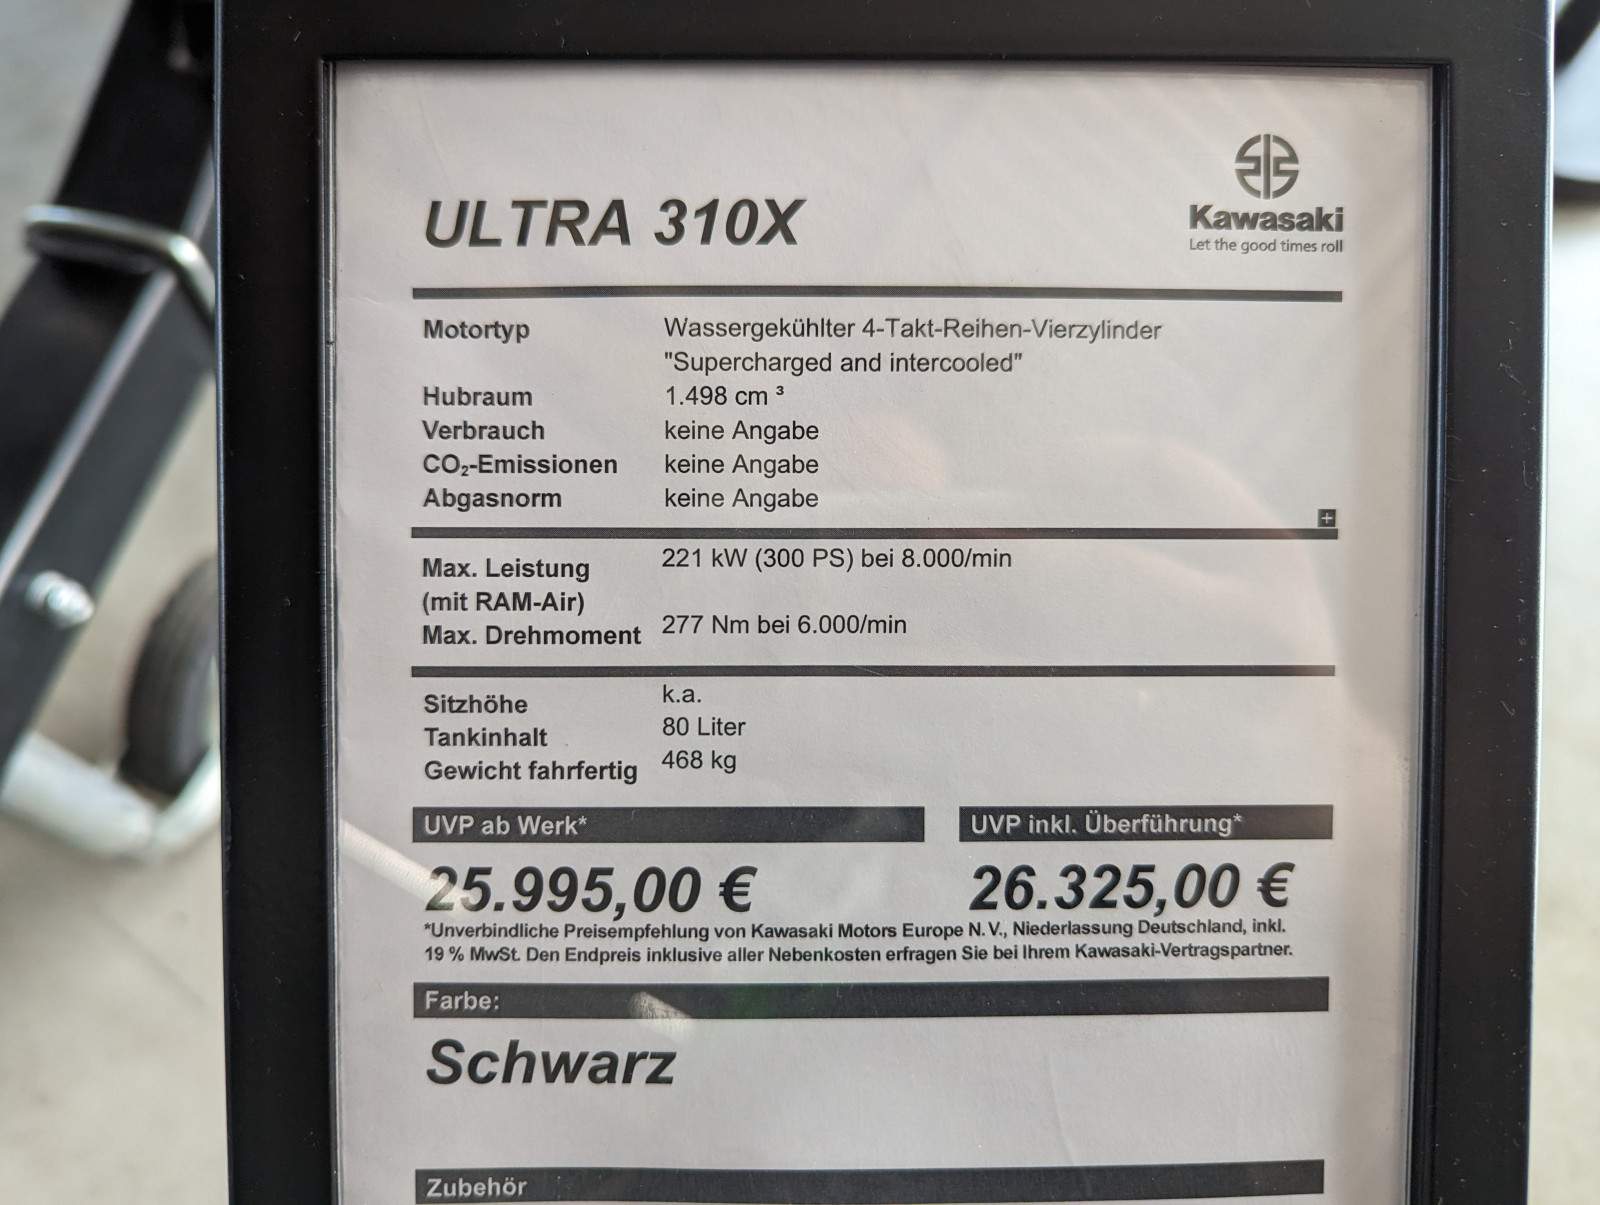 ULTRA 310X
Kawasaki
Let the good times roll
Motortyp Wassergekühlter 4-Takt-Reihen-Vierzylinder
"Supercharged and intercooled"
Hubraum 1.498 cm ³
Verbrauch keine Angabe
CO₂-Emissionen keine Angabe
Abgasnorm keine Angabe
Max. Leistung 221 kW (300 PS) bei 8.000/min
(mit RAM-Air)
Max. Drehmoment 277 Nm bei 6.000/min
Sitzhöhe k.a.
Tankinhalt 80 Liter
Gewicht fahrfertig 468 kg
UVP ab Werk* UVP inkl. Überführung*
25.995,00 € 26.325,00 €
*Unverbindliche Preisempfehlung von Kawasaki Motors Europe N.V., Niederlassung Deutschland, inkl.
19 % MwSt. Den Endpreis inklusive aller Nebenkosten erfragen Sie bei Ihrem Kawasaki-Vertragspartner.
Farbe:
Schwarz
Zubehör